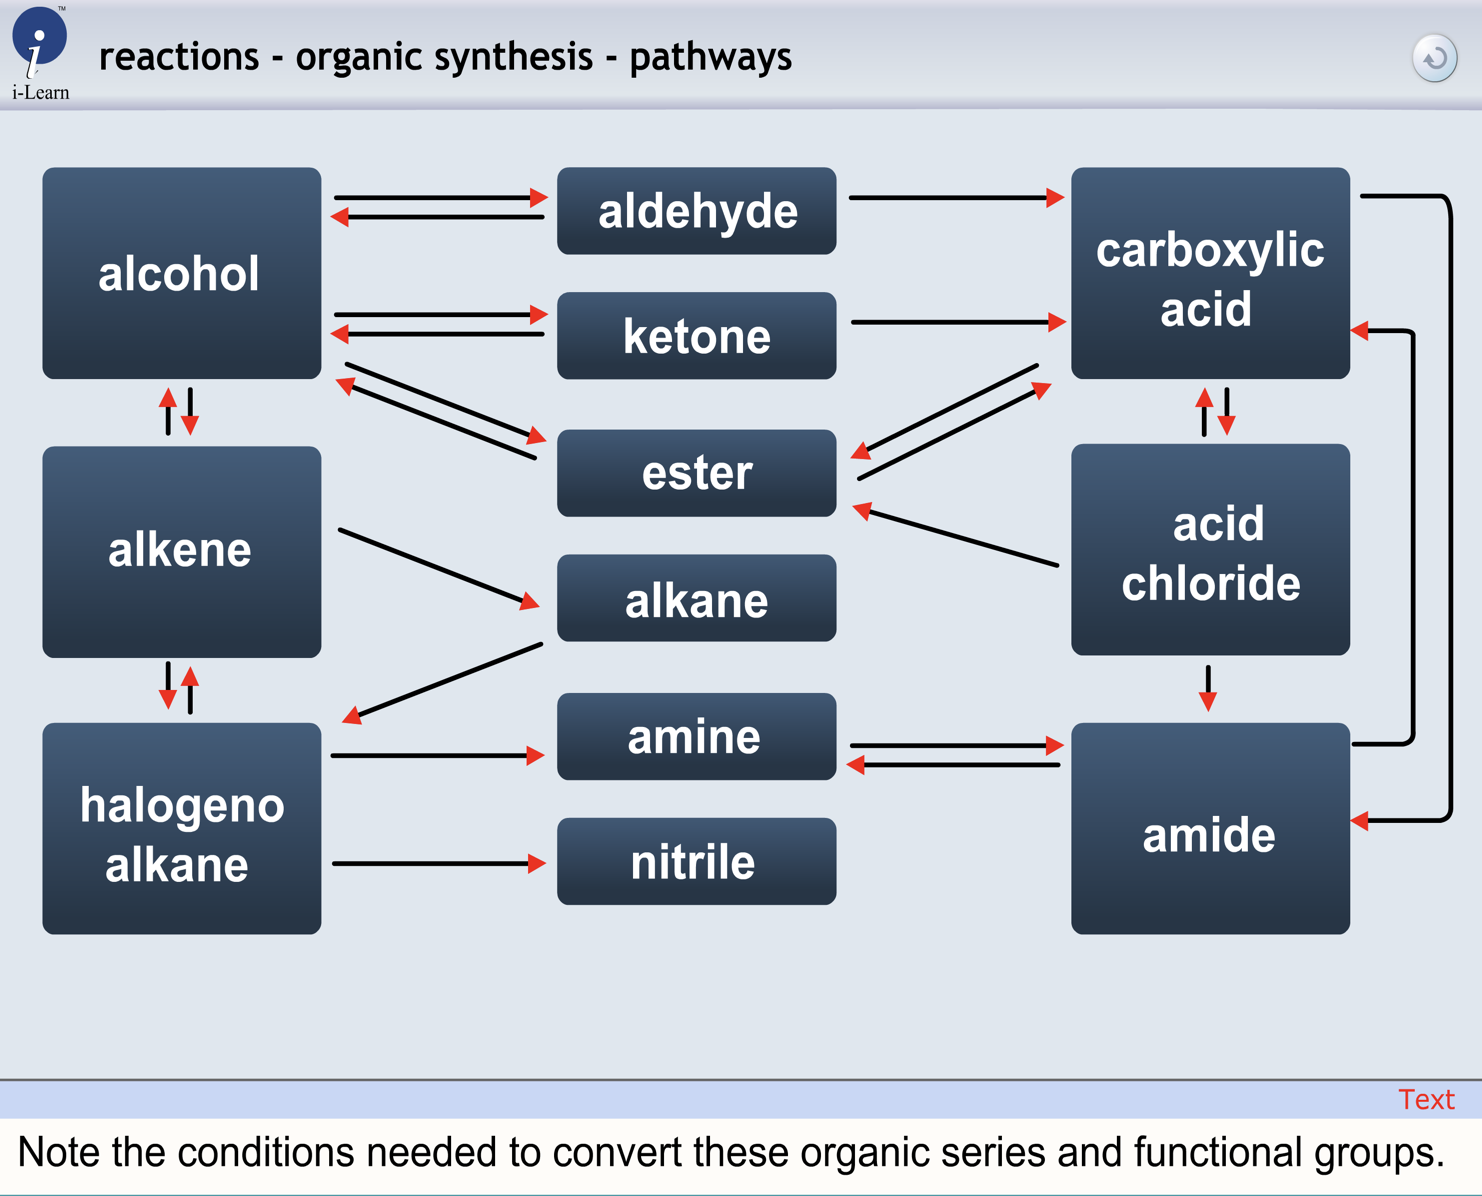 TM
i
i-Learn
reactions - organic synthesis - pathways
alcohol
aldehyde
carboxylic
acid
ketone
ester
alkene
acid
chloride
alkane
amine
halogeno
alkane
amide
nitrile
Text
Note the conditions needed to convert these organic series and functional groups.